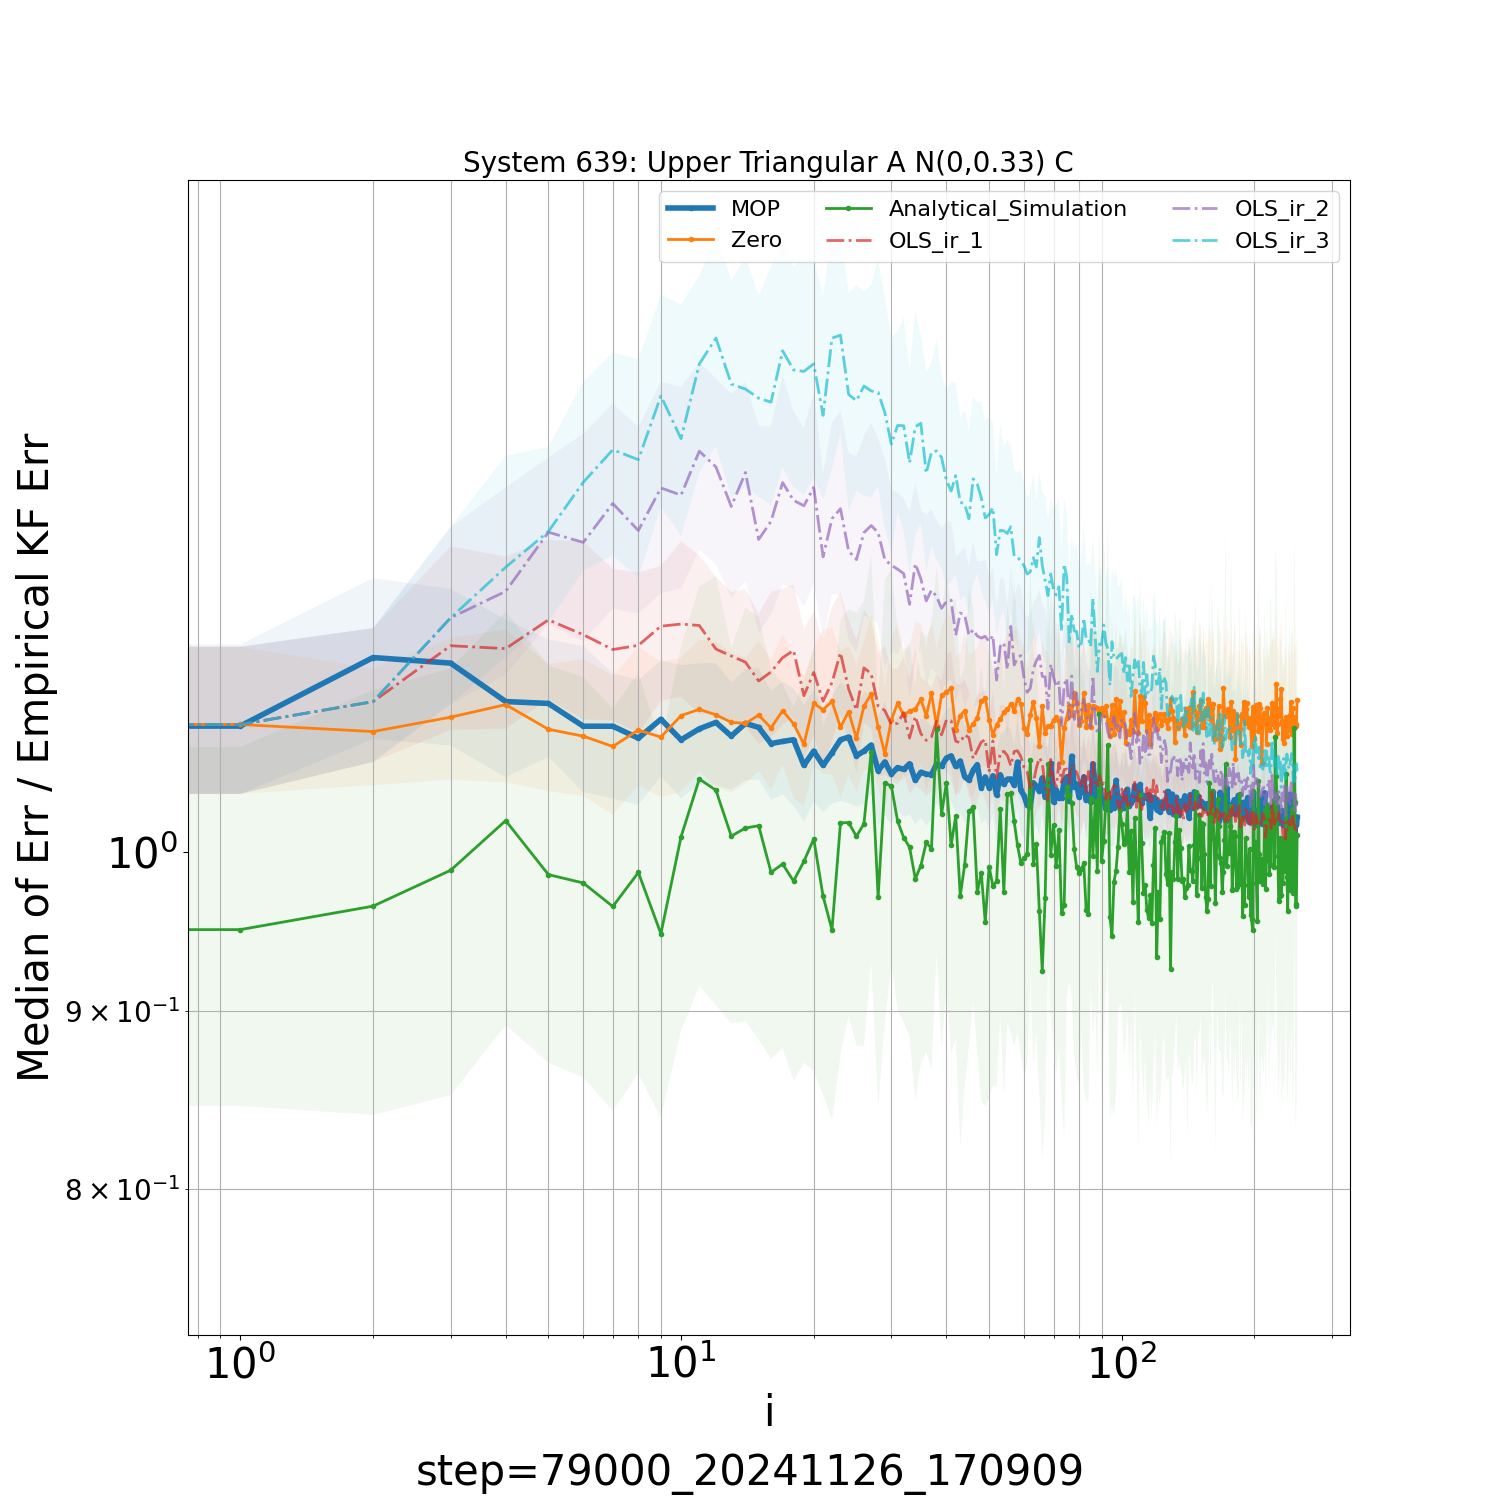 System 639: Upper Triangular A N(0,0.33) C
MOP
Zero
Analytical_Simulation
OLS_ir_1
OLS_ir_2
OLS_ir_3
Median of Err / Empirical KF Err
10⁰
9 × 10⁻¹
8 × 10⁻¹
10⁰
10¹
10²
i
step=79000_20241126_170909